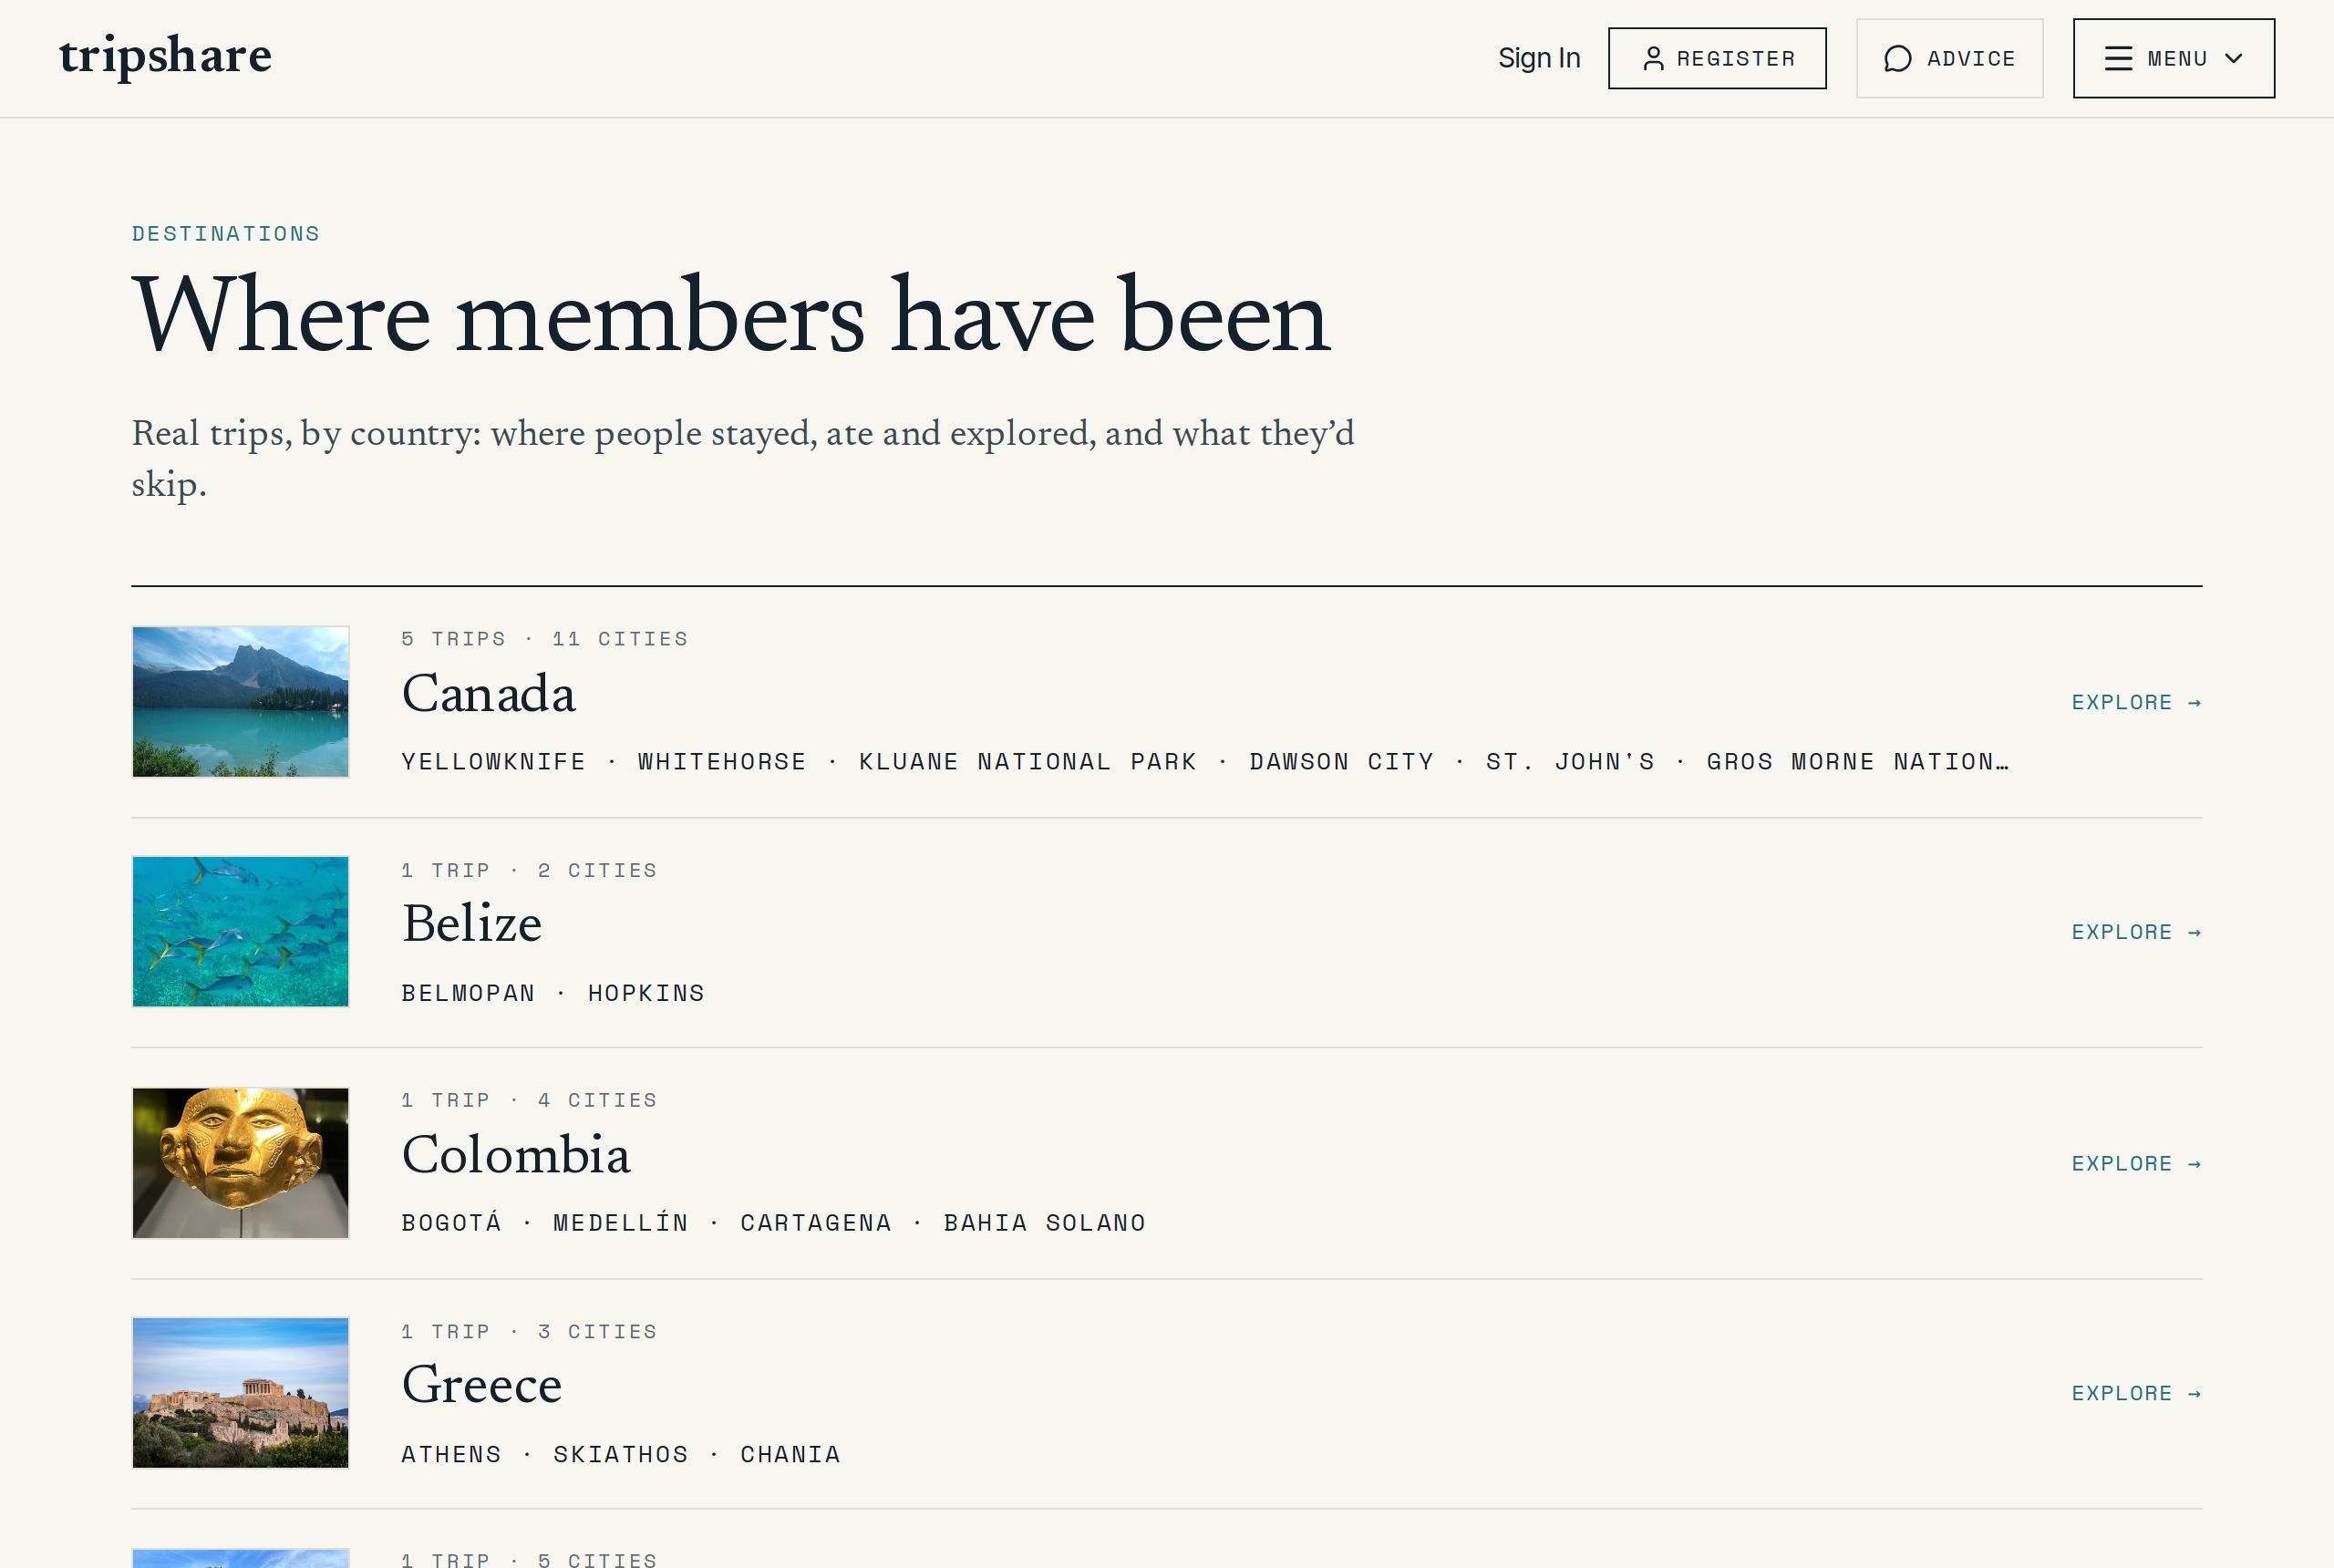 tripshare
Sign In
REGISTER
ADVICE
MENU
DESTINATIONS
Where members have been
Real trips, by country: where people stayed, ate and explored, and what they’d
skip.
5 TRIPS · 11 CITIES
Canada
EXPLORE →
YELLOWKNIFE · WHITEHORSE · KLUANE NATIONAL PARK · DAWSON CITY · ST. JOHN'S · GROS MORNE NATION…
1 TRIP · 2 CITIES
Belize
EXPLORE →
BELMOPAN · HOPKINS
1 TRIP · 4 CITIES
Colombia
EXPLORE →
BOGOTÁ · MEDELLÍN · CARTAGENA · BAHIA SOLANO
1 TRIP · 3 CITIES
Greece
EXPLORE →
ATHENS · SKIATHOS · CHANIA
1 TRIP · 5 CITIES